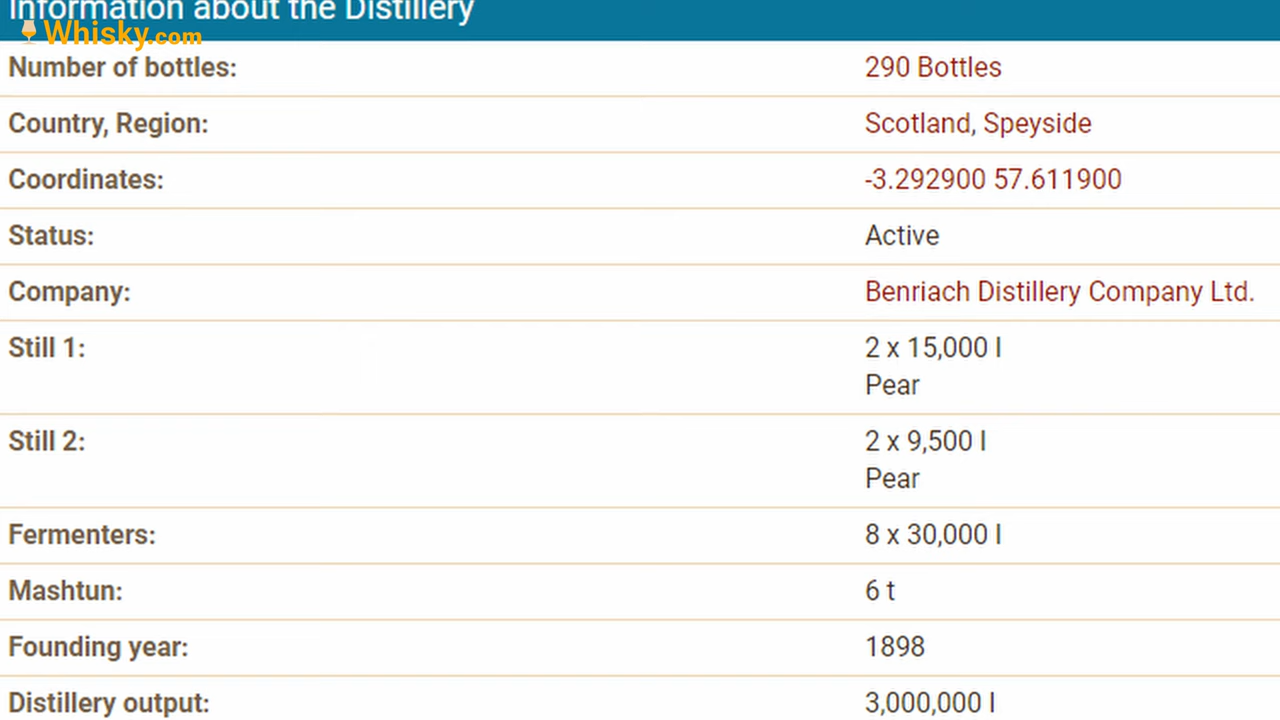 Information about the Distillery
Whisky.com
Number of bottles: 290 Bottles
Country, Region: Scotland, Speyside
Coordinates: -3.292900 57.611900
Status: Active
Company: Benriach Distillery Company Ltd.
Still 1: 2 x 15,000 l
Pear
Still 2: 2 x 9,500 l
Pear
Fermenters: 8 x 30,000 l
Mashtun: 6 t
Founding year: 1898
Distillery output: 3,000,000 l